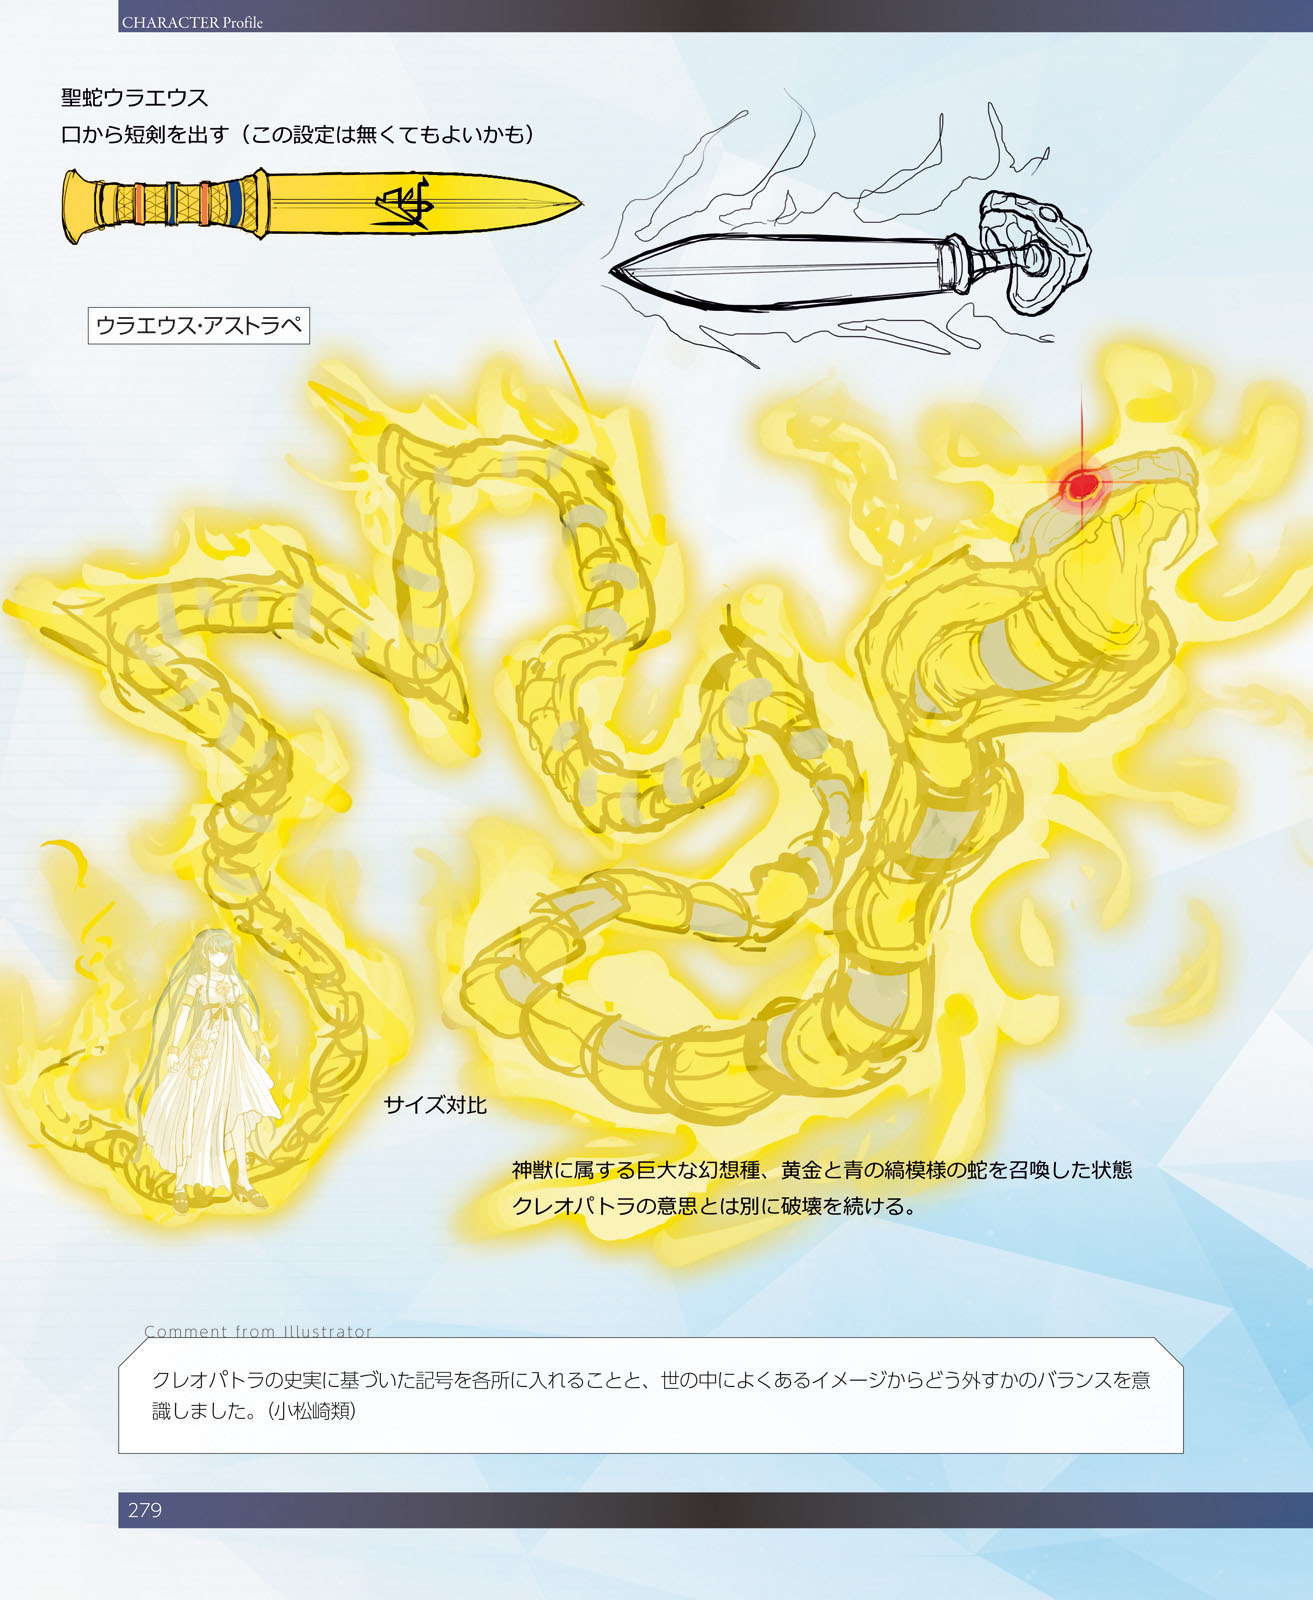 CHARACTER Profile
聖蛇ウラエウス
口から短剣を出す（この設定は無くてもよいかも）
ウラエウス・アストラペ
サイズ対比
神獣に属する巨大な幻想種、黄金と青の縞模様の蛇を召喚した状態
クレオパトラの意思とは別に破壊を続ける。
Comment from Illustrator
クレオパトラの史実に基づいた記号を各所に入れることと、世の中によくあるイメージからどう外すかのバランスを意
識しました。（小松崎類）
279